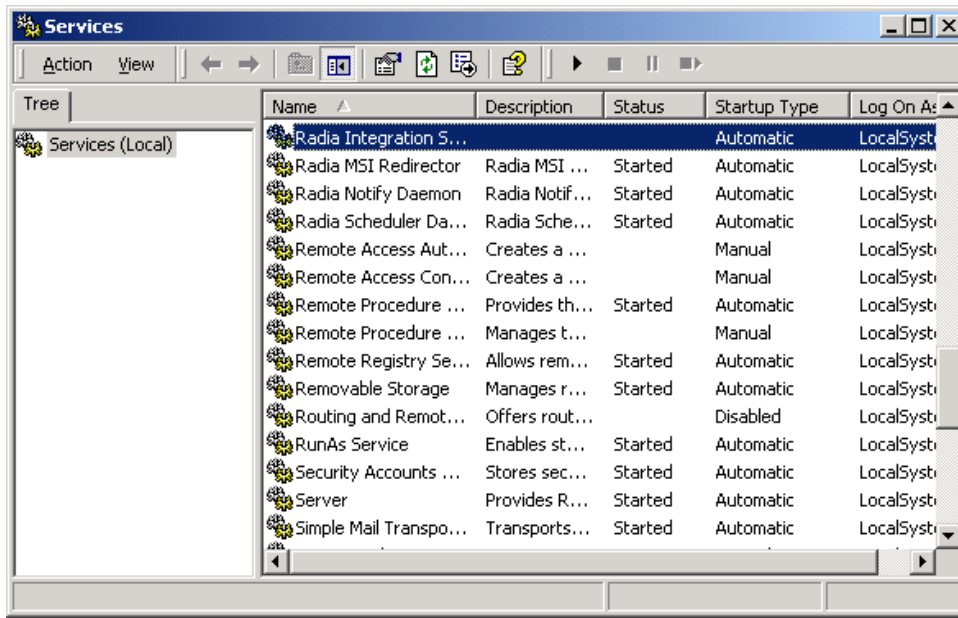 Services
Action View
Tree
Name Description Status Startup Type Log On As
Services (Local)
Radia Integration S... Automatic LocalSyste
Radia MSI Redirector Radia MSI ... Started Automatic LocalSyste
Radia Notify Daemon Radia Notif... Started Automatic LocalSyste
Radia Scheduler Da... Radia Sche... Started Automatic LocalSyste
Remote Access Aut... Creates a ... Manual LocalSyste
Remote Access Con... Creates a ... Manual LocalSyste
Remote Procedure ... Provides th... Started Automatic LocalSyste
Remote Procedure ... Manages t... Manual LocalSyste
Remote Registry Se... Allows rem... Started Automatic LocalSyste
Removable Storage Manages r... Started Automatic LocalSyste
Routing and Remot... Offers rout... Disabled LocalSyste
RunAs Service Enables st... Started Automatic LocalSyste
Security Accounts ... Stores sec... Started Automatic LocalSyste
Server Provides R... Started Automatic LocalSyste
Simple Mail Transpo... Transports... Started Automatic LocalSyste